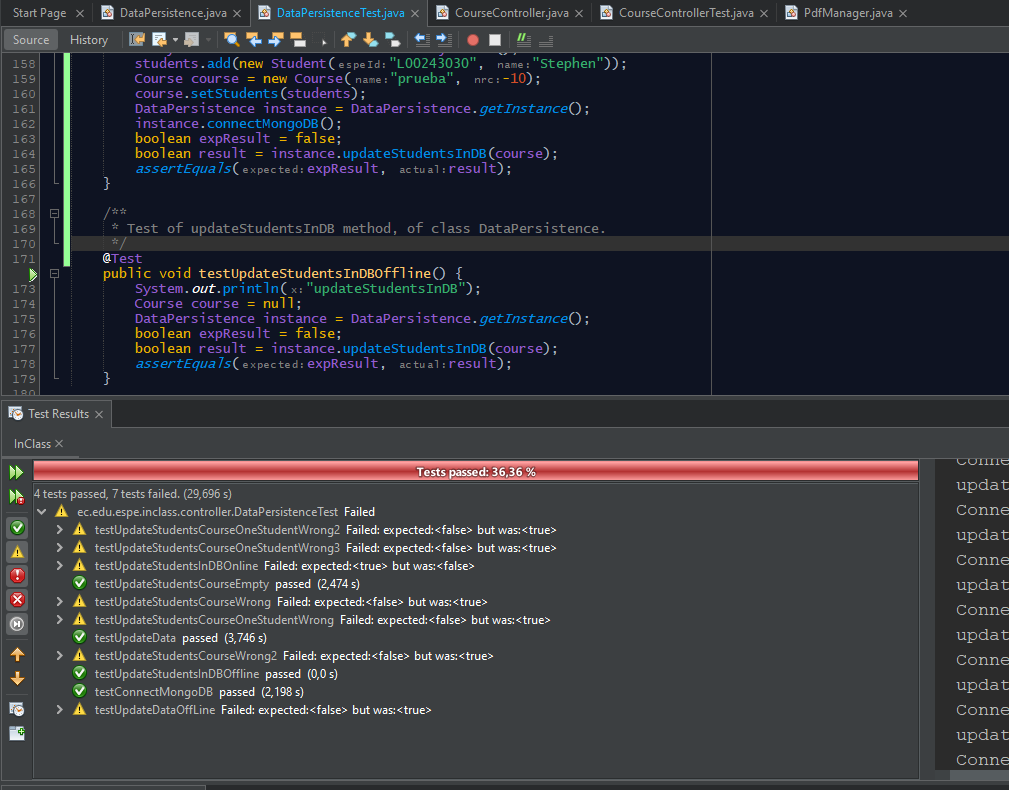 Start Page × DataPersistence.java × DataPersistenceTest.java × CourseController.java × CourseControllerTest.java × PdfManager.java ×
Source History
158 students.add(new Student(espeId:"L00243030", name:"Stephen"));
159 Course course = new Course(name:"prueba", nrc:-10);
160 course.setStudents(students);
161 DataPersistence instance = DataPersistence.getInstance();
162 instance.connectMongoDB();
163 boolean expResult = false;
164 boolean result = instance.updateStudentsInDB(course);
165 assertEquals(expected:expResult, actual:result);
166 }
167
168 /**
169 * Test of updateStudentsInDB method, of class DataPersistence.
170 */
171 @Test
public void testUpdateStudentsInDBOffline() {
173 System.out.println(x:"updateStudentsInDB");
174 Course course = null;
175 DataPersistence instance = DataPersistence.getInstance();
176 boolean expResult = false;
177 boolean result = instance.updateStudentsInDB(course);
178 assertEquals(expected:expResult, actual:result);
179 }
180
Test Results ×
InClass ×
Tests passed: 36,36 %
4 tests passed, 7 tests failed. (29,696 s)
ec.edu.espe.inclass.controller.DataPersistenceTest Failed
testUpdateStudentsCourseOneStudentWrong2 Failed: expected:<false> but was:<true>
testUpdateStudentsCourseOneStudentWrong3 Failed: expected:<false> but was:<true>
testUpdateStudentsInDBOnline Failed: expected:<true> but was:<false>
testUpdateStudentsCourseEmpty passed (2,474 s)
testUpdateStudentsCourseWrong Failed: expected:<false> but was:<true>
testUpdateStudentsCourseOneStudentWrong Failed: expected:<false> but was:<true>
testUpdateData passed (3,746 s)
testUpdateStudentsCourseWrong2 Failed: expected:<false> but was:<true>
testUpdateStudentsInDBOffline passed (0,0 s)
testConnectMongoDB passed (2,198 s)
testUpdateDataOffLine Failed: expected:<false> but was:<true>
Conne
updat
Conne
updat
Conne
updat
Conne
updat
Conne
updat
Conne
updat
Conne